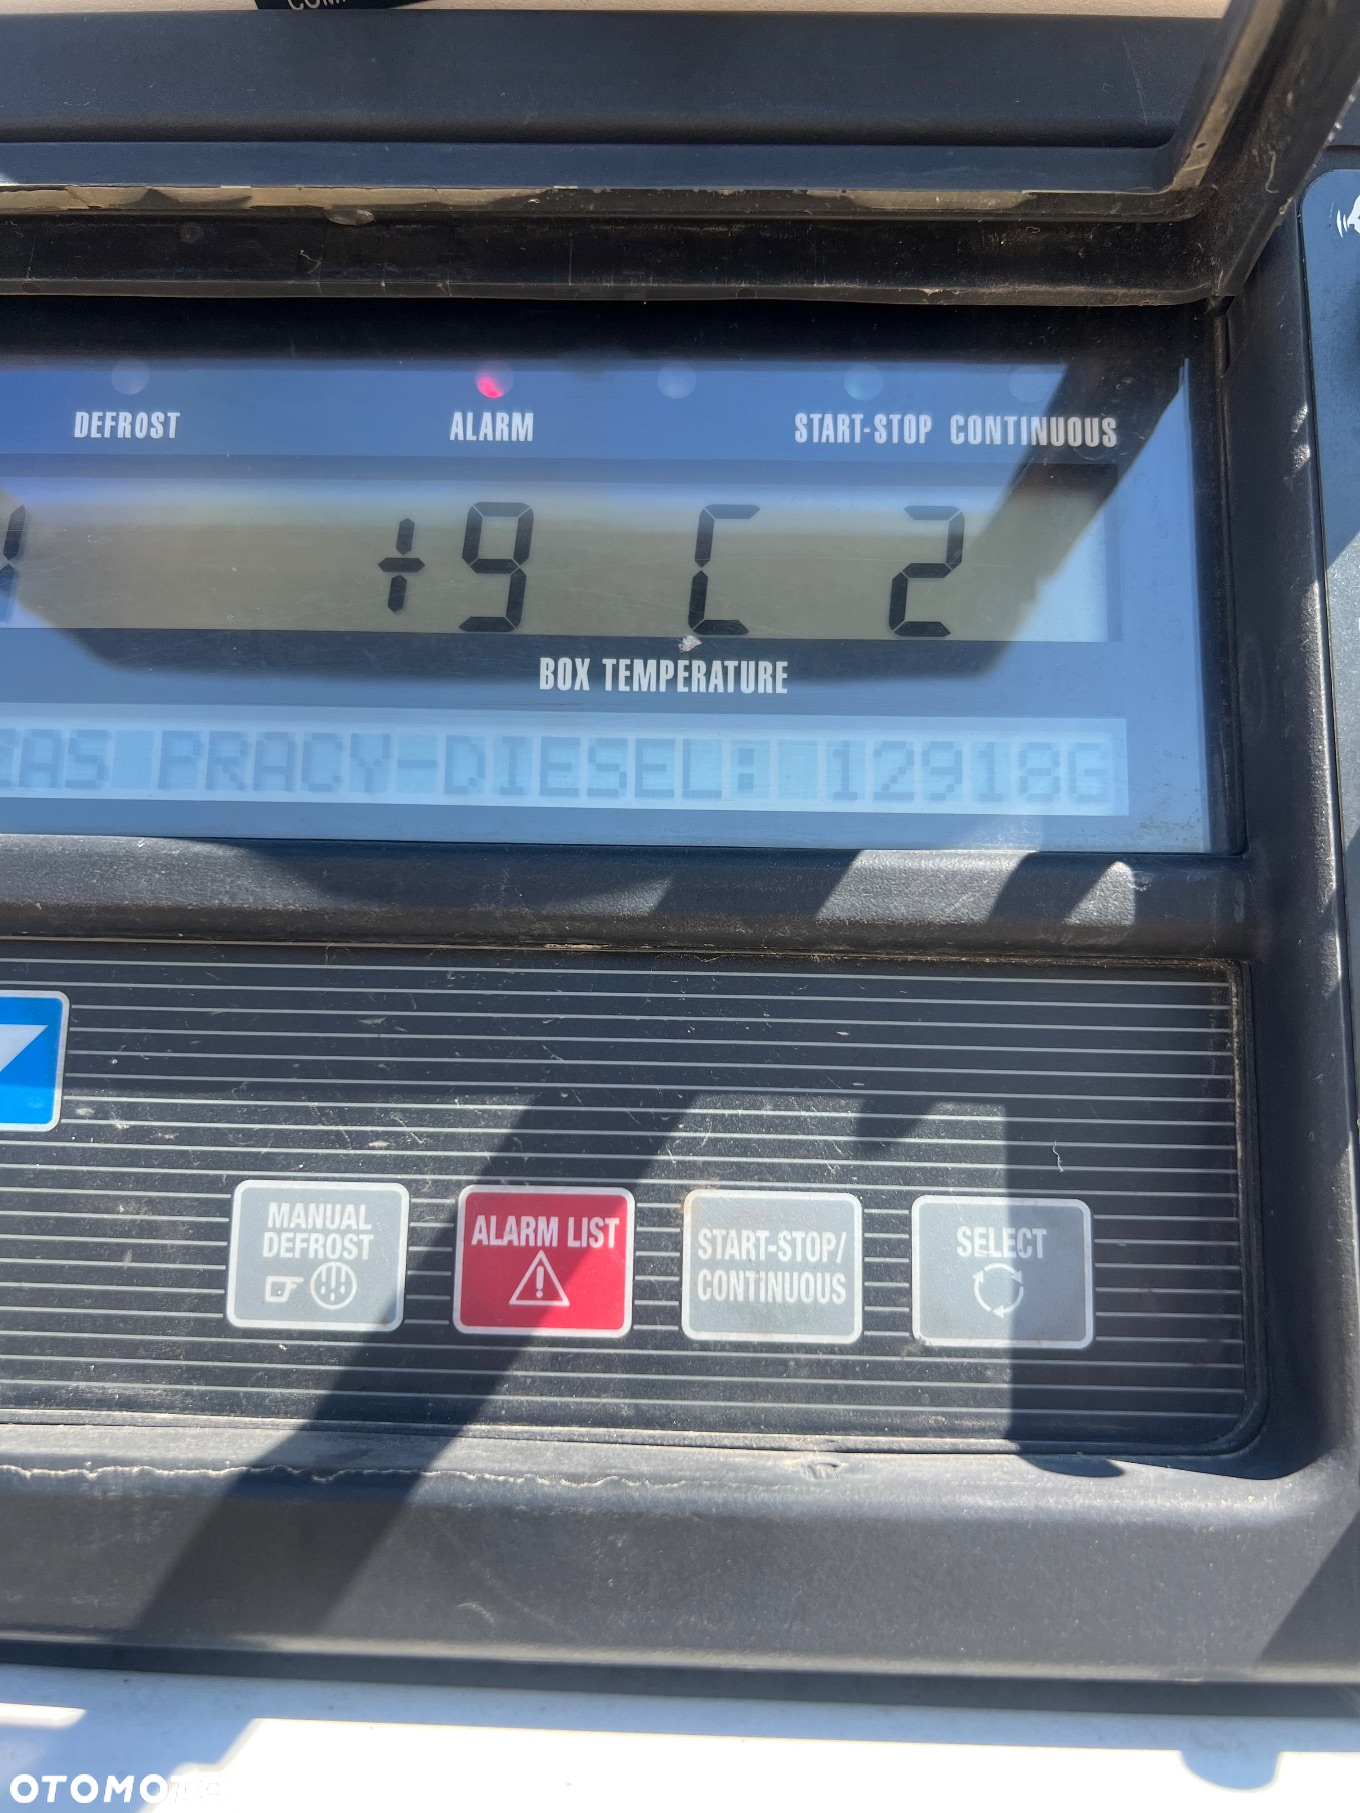 DEFROST ALARM START-STOP CONTINUOUS
+9 C 2
BOX TEMPERATURE
ZAS PRACY-DIESEL: 12918G
MANUAL DEFROST
ALARM LIST
START-STOP/
CONTINUOUS
SELECT
OTOMOTO